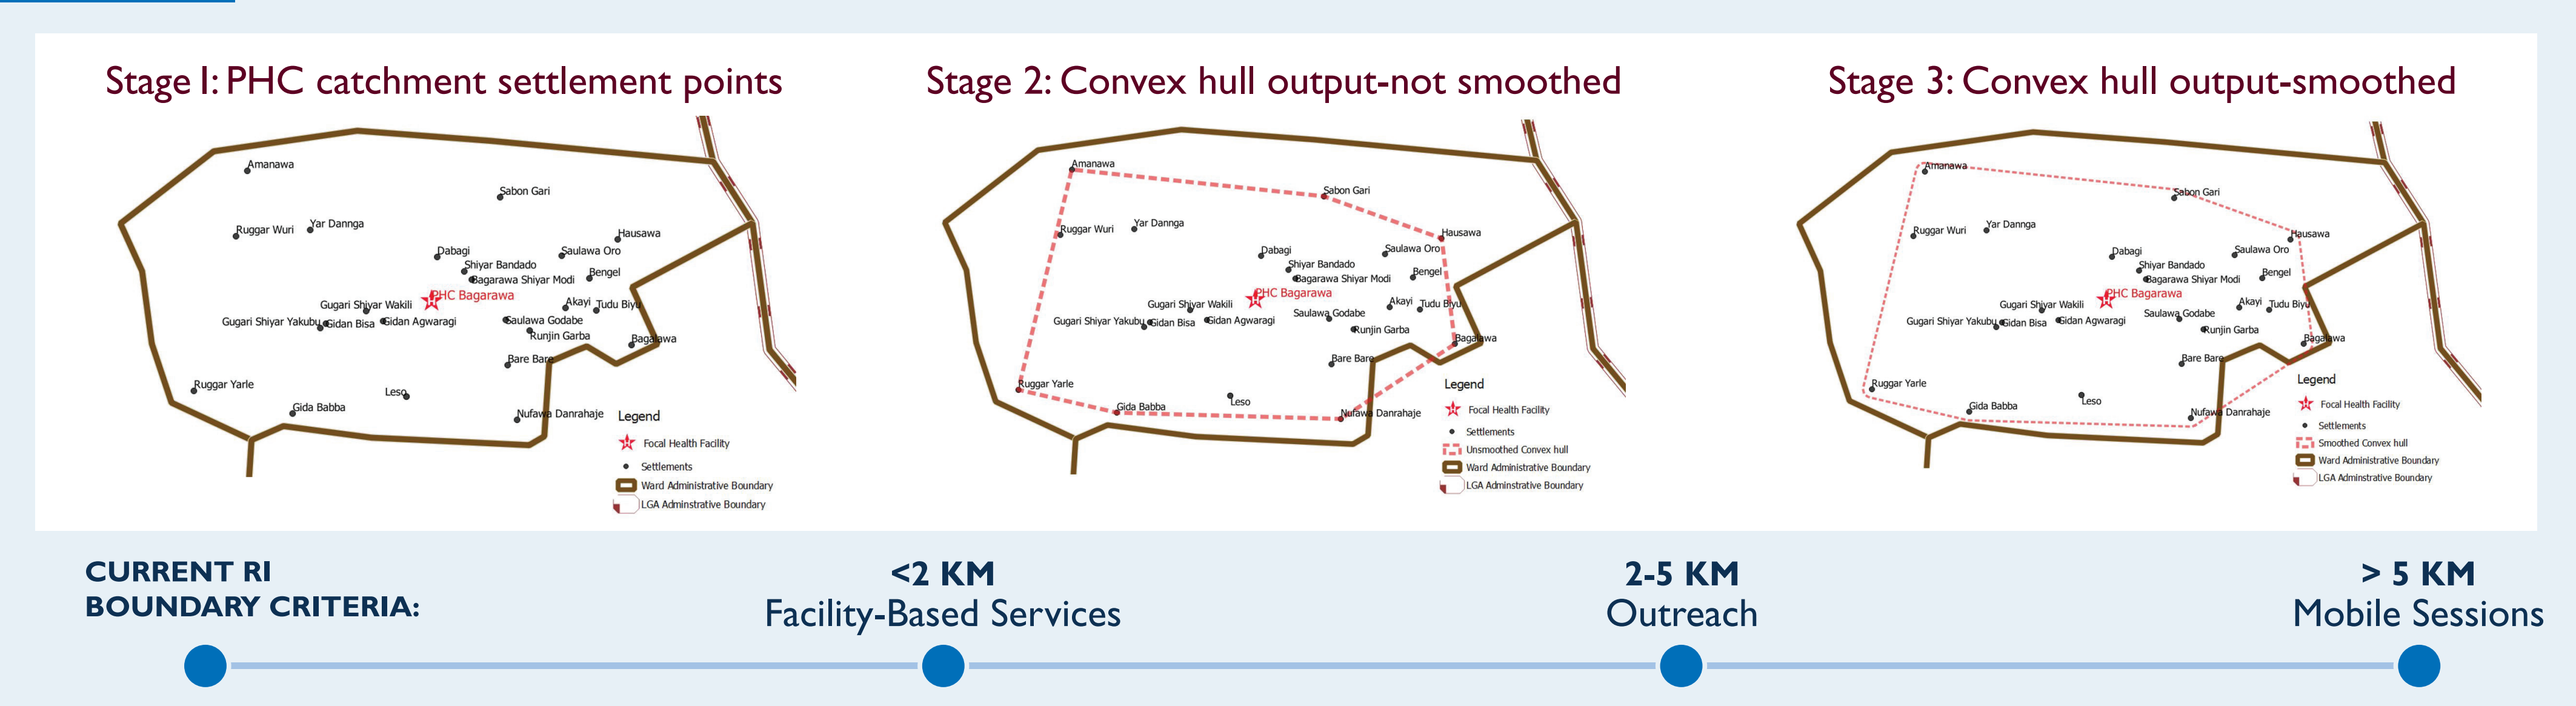 Stage 1: PHC catchment settlement points
Amanawa
Sabon Gari
Ruggar Wuri
Yar Dannga
Hausawa
Dabagi
Saulawa Oro
Shiyar Bandado
Bengel
Bagarawa Shiyar Modi
PHC Bagarawa
Gugari Shiyar Wakili
Akayi
Tudu Biyu
Gugari Shiyar Yakubu
Gidan Bisa
Gidan Agwaragi
Saulawa Godabe
Runjin Garba
Bagalawa
Bare Bare
Ruggar Yarle
Leso
Gida Babba
Nufawa Danrahaje
Legend
Focal Health Facility
Settlements
Ward Administrative Boundary
LGA Adminstrative Boundary
Stage 2: Convex hull output-not smoothed
Amanawa
Sabon Gari
Ruggar Wuri
Yar Dannga
Hausawa
Dabagi
Saulawa Oro
Shiyar Bandado
Bengel
Bagarawa Shiyar Modi
PHC Bagarawa
Gugari Shiyar Wakili
Akayi
Tudu Biyu
Gugari Shiyar Yakubu
Gidan Bisa
Gidan Agwaragi
Saulawa Godabe
Runjin Garba
Bagalawa
Bare Bare
Ruggar Yarle
Leso
Gida Babba
Nufawa Danrahaje
Legend
Focal Health Facility
Settlements
Unsmoothed Convex hull
Ward Administrative Boundary
LGA Adminstrative Boundary
Stage 3: Convex hull output-smoothed
Amanawa
Sabon Gari
Ruggar Wuri
Yar Dannga
Hausawa
Dabagi
Saulawa Oro
Shiyar Bandado
Bengel
Bagarawa Shiyar Modi
PHC Bagarawa
Gugari Shiyar Wakili
Akayi
Tudu Biyu
Gugari Shiyar Yakubu
Gidan Bisa
Gidan Agwaragi
Saulawa Godabe
Runjin Garba
Bagalawa
Bare Bare
Ruggar Yarle
Leso
Gida Babba
Nufawa Danrahaje
Legend
Focal Health Facility
Settlements
Smoothed Convex hull
Ward Administrative Boundary
LGA Adminstrative Boundary
CURRENT RI
BOUNDARY CRITERIA:
<2 KM
Facility-Based Services
2-5 KM
Outreach
> 5 KM
Mobile Sessions